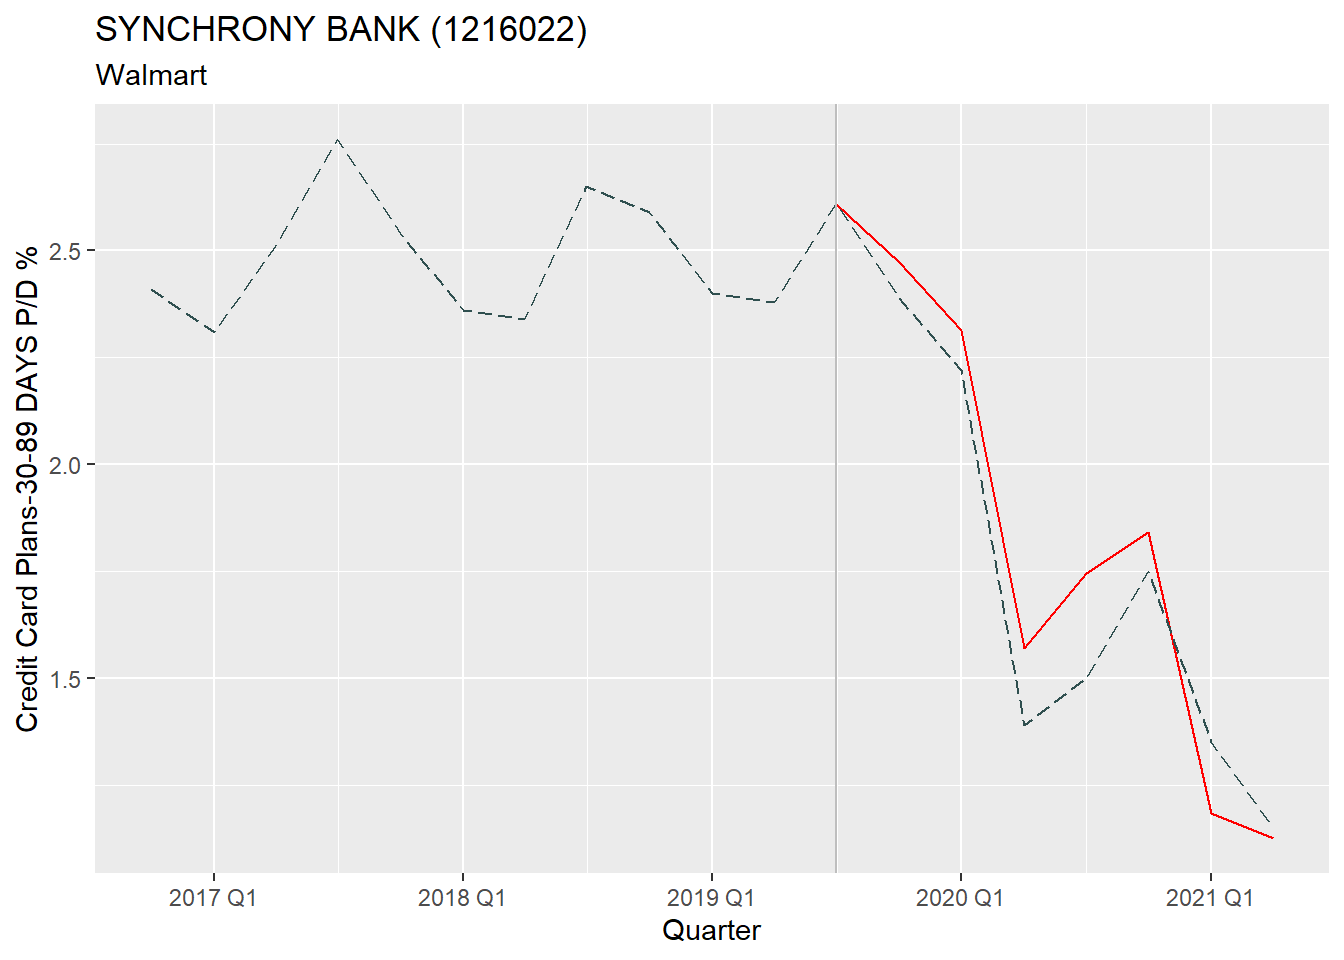 SYNCHRONY BANK (1216022)
Walmart
Credit Card Plans-30-89 DAYS P/D %
2.5
2.0
1.5
2017 Q1
2018 Q1
2019 Q1
2020 Q1
2021 Q1
Quarter